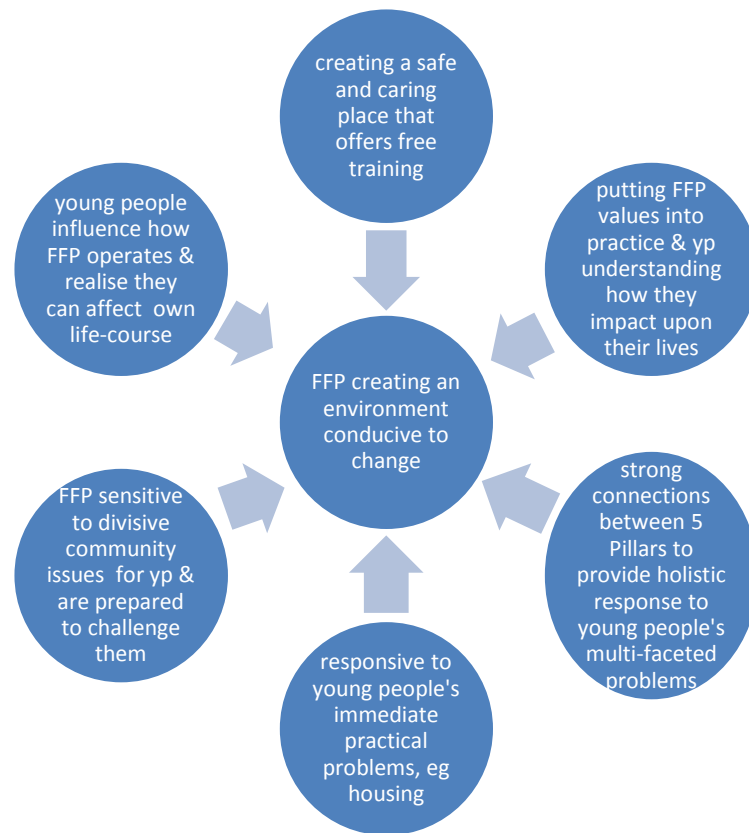 creating a safe
and caring
place that
offers free
training
young people
influence how
FFP operates &
realise they
can affect own
life-course
putting FFP
values into
practice & yp
understanding
how they
impact upon
their lives
FFP creating an
environment
conducive to
change
FFP sensitive
to divisive
community
issues for yp &
are prepared
to challenge
them
strong
connections
between 5
Pillars to
provide holistic
response to
young people's
multi-faceted
problems
responsive to
young people's
immediate
practical
problems, eg
housing